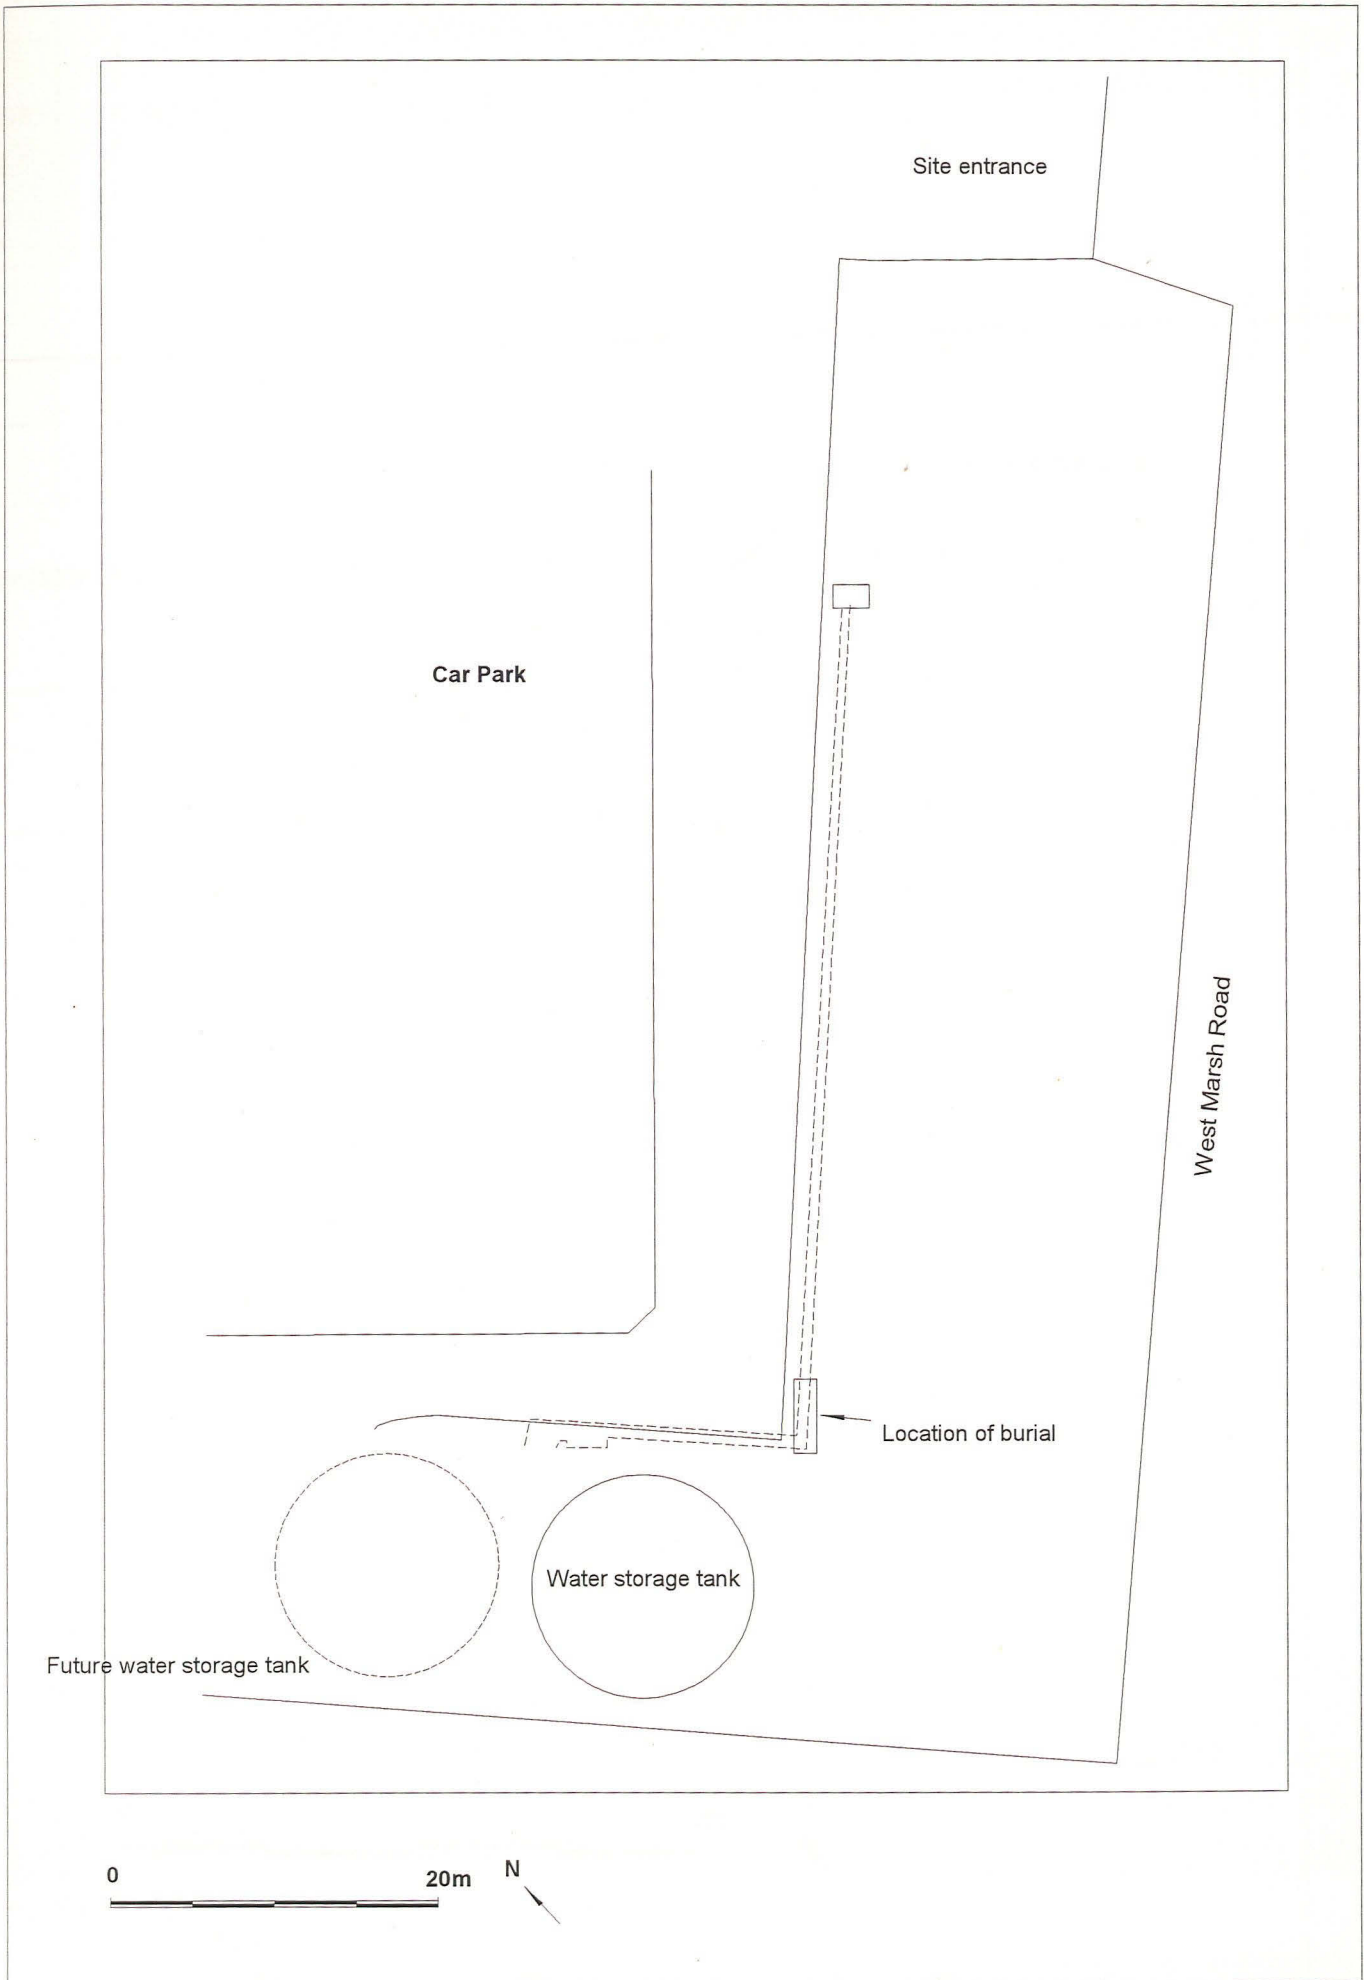 Site entrance
Car Park
West Marsh Road
Location of burial
Water storage tank
Future water storage tank
0
20m
N